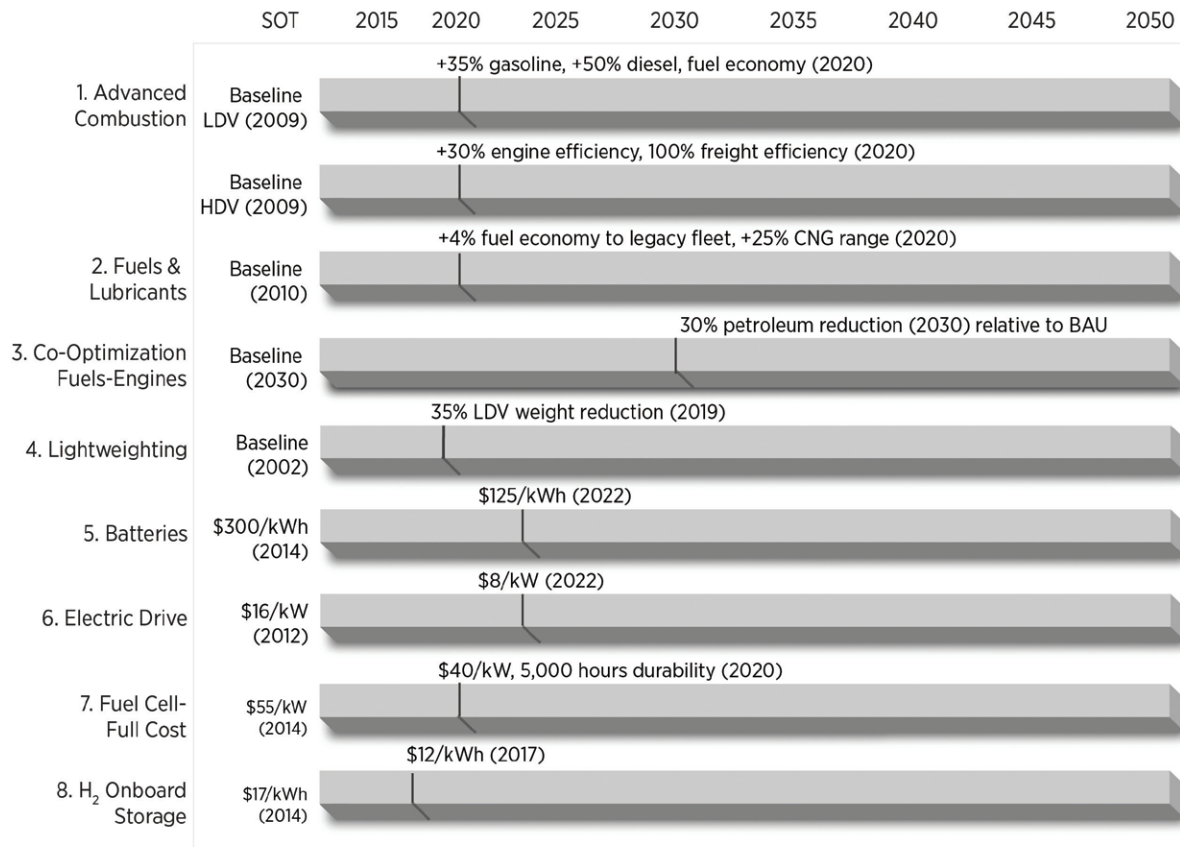 SOT 2015 2020 2025 2030 2035 2040 2045 2050
+35% gasoline, +50% diesel, fuel economy (2020)
1. Advanced
Combustion
Baseline
LDV (2009)
+30% engine efficiency, 100% freight efficiency (2020)
Baseline
HDV (2009)
+4% fuel economy to legacy fleet, +25% CNG range (2020)
2. Fuels &
Lubricants
Baseline
(2010)
30% petroleum reduction (2030) relative to BAU
3. Co-Optimization
Fuels-Engines
Baseline
(2030)
35% LDV weight reduction (2019)
4. Lightweighting
Baseline
(2002)
$125/kWh (2022)
5. Batteries
$300/kWh
(2014)
$8/kW (2022)
6. Electric Drive
$16/kW
(2012)
$40/kW, 5,000 hours durability (2020)
7. Fuel Cell-
Full Cost
$55/kW
(2014)
$12/kWh (2017)
8. H₂ Onboard
Storage
$17/kWh
(2014)